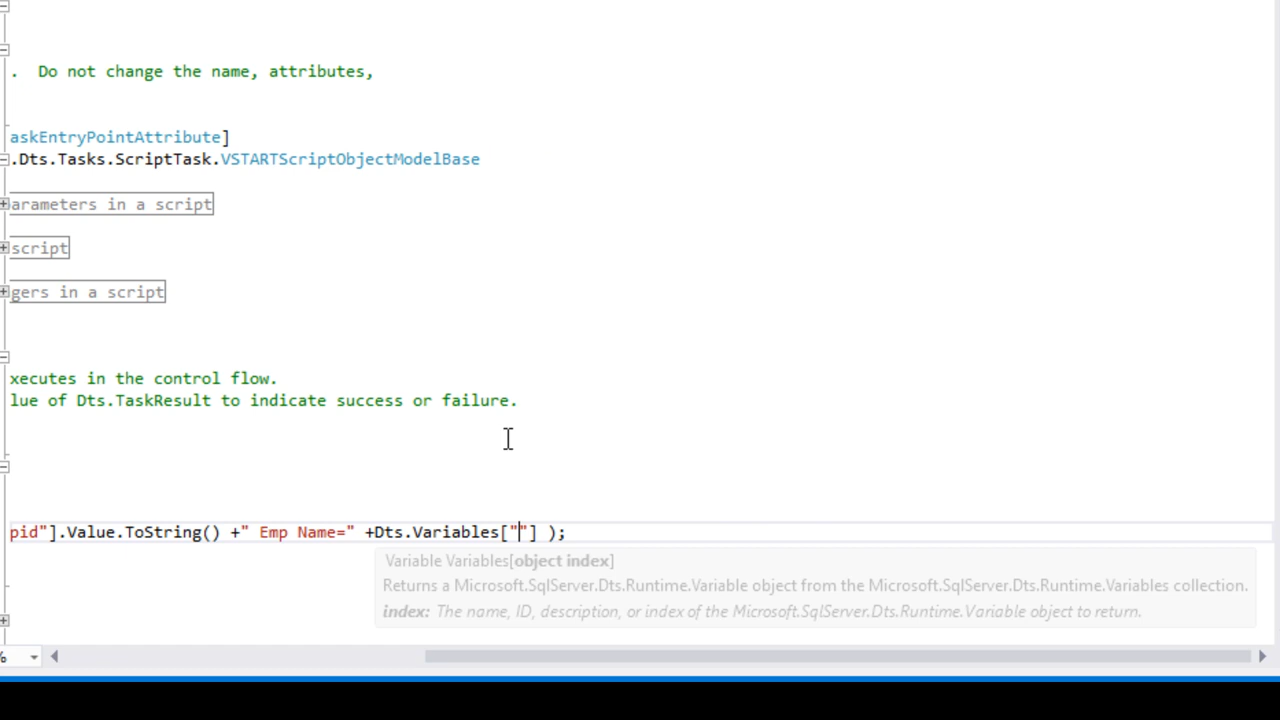 .  Do not change the name, attributes,
askEntryPointAttribute]
.Dts.Tasks.ScriptTask.VSTARTScriptObjectModelBase
arameters in a script
script
gers in a script
xecutes in the control flow.
lue of Dts.TaskResult to indicate success or failure.
pid"].Value.ToString() +" Emp Name=" +Dts.Variables[""] );
Variable Variables[object index]
Returns a Microsoft.SqlServer.Dts.Runtime.Variable object from the Microsoft.SqlServer.Dts.Runtime.Variables collection.
index: The name, ID, description, or index of the Microsoft.SqlServer.Dts.Runtime.Variable object to return.
%